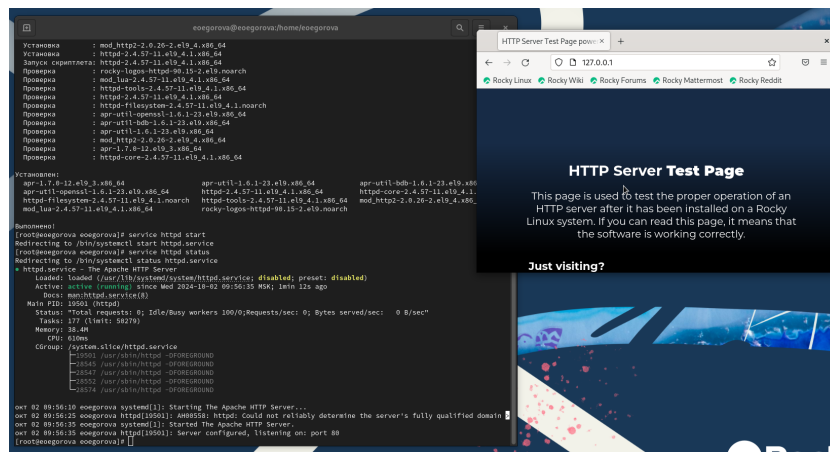 eoegorova@eoegorova:/home/eoegorova
Установка : mod_http2-2.0.26-2.el9_4.x86_64
Установка : httpd-2.4.57-11.el9_4.1.x86_64
Запуск скриптлета: httpd-2.4.57-11.el9_4.1.x86_64
Проверка : rocky-logos-httpd-90.15-2.el9.noarch
Проверка : mod_lua-2.4.57-11.el9_4.1.x86_64
Проверка : httpd-tools-2.4.57-11.el9_4.1.x86_64
Проверка : httpd-2.4.57-11.el9_4.1.x86_64
Проверка : httpd-filesystem-2.4.57-11.el9_4.1.noarch
Проверка : apr-util-openssl-1.6.1-23.el9.x86_64
Проверка : apr-util-bdb-1.6.1-23.el9.x86_64
Проверка : apr-util-1.6.1-23.el9.x86_64
Проверка : mod_http2-2.0.26-2.el9_4.x86_64
Проверка : apr-1.7.0-12.el9_3.x86_64
Проверка : httpd-core-2.4.57-11.el9_4.1.x86_64
Установлен:
apr-1.7.0-12.el9_3.x86_64 apr-util-1.6.1-23.el9.x86_64 apr-util-bdb-1.6.1-23.el9.x86
apr-util-openssl-1.6.1-23.el9.x86_64 httpd-2.4.57-11.el9_4.1.x86_64 httpd-core-2.4.57-11.el9_4.1.
httpd-filesystem-2.4.57-11.el9_4.1.noarch httpd-tools-2.4.57-11.el9_4.1.x86_64 mod_http2-2.0.26-2.el9_4.x86_
mod_lua-2.4.57-11.el9_4.1.x86_64 rocky-logos-httpd-90.15-2.el9.noarch
Выполнено!
[root@eoegorova eoegorova]# service httpd start
Redirecting to /bin/systemctl start httpd.service
[root@eoegorova eoegorova]# service httpd status
Redirecting to /bin/systemctl status httpd.service
● httpd.service - The Apache HTTP Server
Loaded: loaded (/usr/lib/systemd/system/httpd.service; disabled; preset: disabled)
Active: active (running) since Wed 2024-10-02 09:56:35 MSK; 1min 12s ago
Docs: man:httpd.service(8)
Main PID: 19501 (httpd)
Status: "Total requests: 0; Idle/Busy workers 100/0;Requests/sec: 0; Bytes served/sec: 0 B/sec"
Tasks: 177 (limit: 50279)
Memory: 38.4M
CPU: 610ms
CGroup: /system.slice/httpd.service
├─19501 /usr/sbin/httpd -DFOREGROUND
├─28545 /usr/sbin/httpd -DFOREGROUND
├─28547 /usr/sbin/httpd -DFOREGROUND
├─28552 /usr/sbin/httpd -DFOREGROUND
└─28574 /usr/sbin/httpd -DFOREGROUND
окт 02 09:56:10 eoegorova systemd[1]: Starting The Apache HTTP Server...
окт 02 09:56:25 eoegorova httpd[19501]: AH00558: httpd: Could not reliably determine the server's fully qualified domain >
окт 02 09:56:35 eoegorova systemd[1]: Started The Apache HTTP Server.
окт 02 09:56:35 eoegorova httpd[19501]: Server configured, listening on: port 80
[root@eoegorova eoegorova]#
HTTP Server Test Page powe
127.0.0.1
Rocky Linux Rocky Wiki Rocky Forums Rocky Mattermost Rocky Reddit
HTTP Server Test Page
This page is used to test the proper operation of an
HTTP server after it has been installed on a Rocky
Linux system. If you can read this page, it means that
the software is working correctly.
Just visiting?